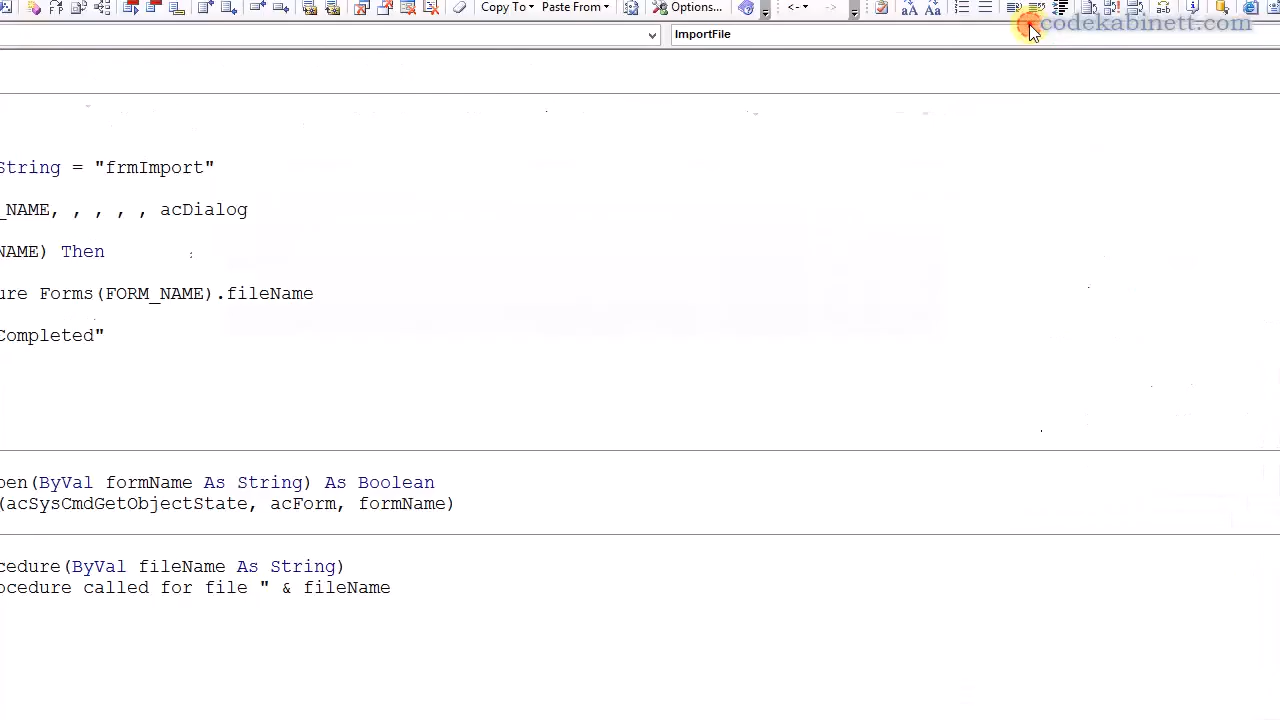 Copy To Paste From Options...
codekabinett.com
ImportFile
String = "frmImport"
_NAME, , , , , acDialog
NAME) Then
ure Forms(FORM_NAME).fileName
Completed"
pen(ByVal formName As String) As Boolean
(acSysCmdGetObjectState, acForm, formName)
cedure(ByVal fileName As String)
ocedure called for file " & fileName